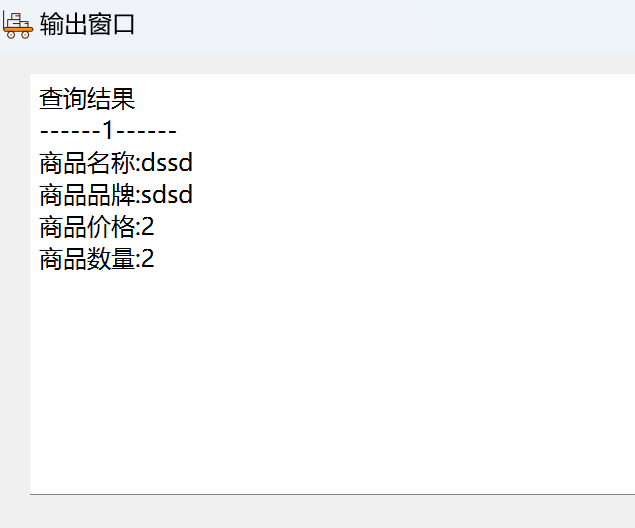 输出窗口
查询结果
------1------
商品名称:dssd
商品品牌:sdsd
商品价格:2
商品数量:2